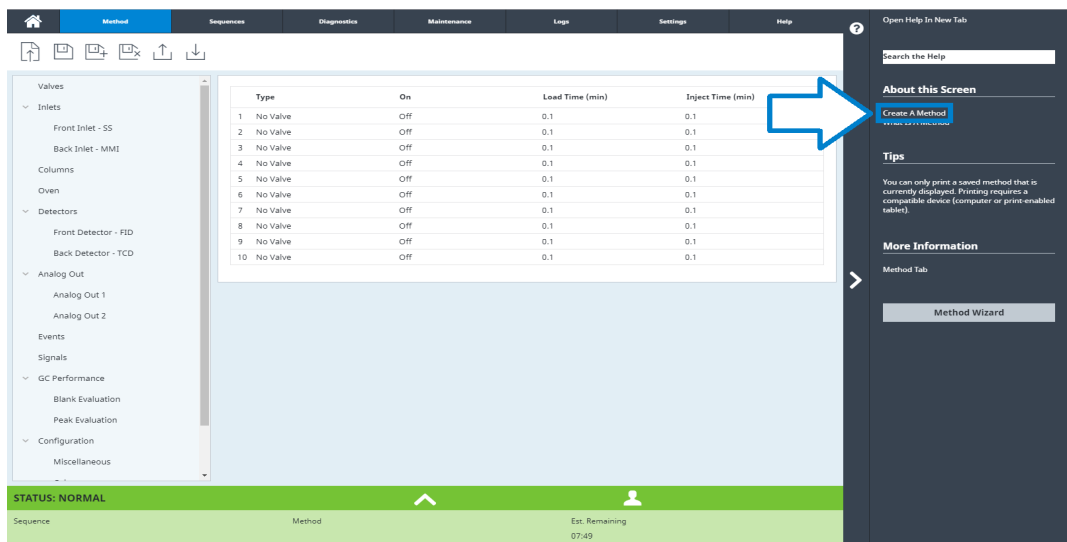 Method Sequences Diagnostics Maintenance Logs Settings Help
Valves
Inlets
Front Inlet - SS
Back Inlet - MMI
Columns
Oven
Detectors
Front Detector - FID
Back Detector - TCD
Analog Out
Analog Out 1
Analog Out 2
Events
Signals
GC Performance
Blank Evaluation
Peak Evaluation
Configuration
Miscellaneous
Type On Load Time (min) Inject Time (min)
1 No Valve Off 0.1 0.1
2 No Valve Off 0.1 0.1
3 No Valve Off 0.1 0.1
4 No Valve Off 0.1 0.1
5 No Valve Off 0.1 0.1
6 No Valve Off 0.1 0.1
7 No Valve Off 0.1 0.1
8 No Valve Off 0.1 0.1
9 No Valve Off 0.1 0.1
10 No Valve Off 0.1 0.1
?
Open Help In New Tab
Search the Help
About this Screen
Create A Method
What Is A Method
Tips
You can only print a saved method that is
currently displayed. Printing requires a
compatible device (computer or print-enabled
tablet).
More Information
Method Tab
Method Wizard
STATUS: NORMAL
Sequence Method Est. Remaining
07:49